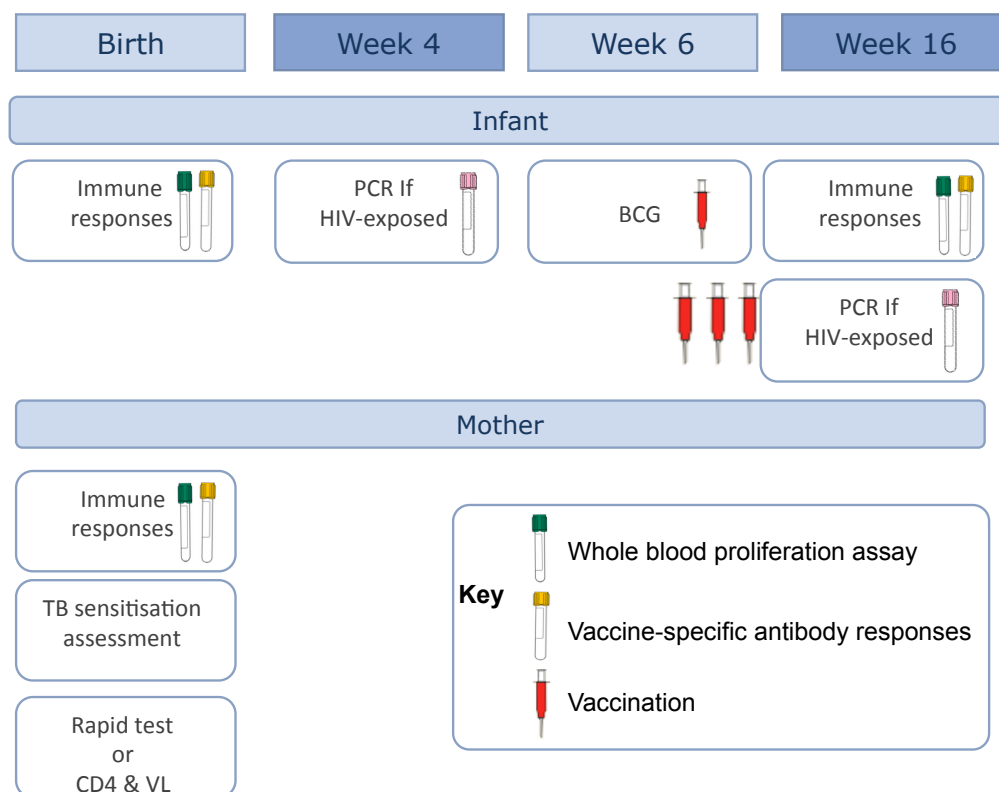 Birth
Week 4
Week 6
Week 16
Infant
Immune
responses
PCR If
HIV-exposed
BCG
Immune
responses
PCR If
HIV-exposed
Mother
Immune
responses
TB sensitisation
assessment
Rapid test
or
CD4 & VL
Key
Whole blood proliferation assay
Vaccine-specific antibody responses
Vaccination